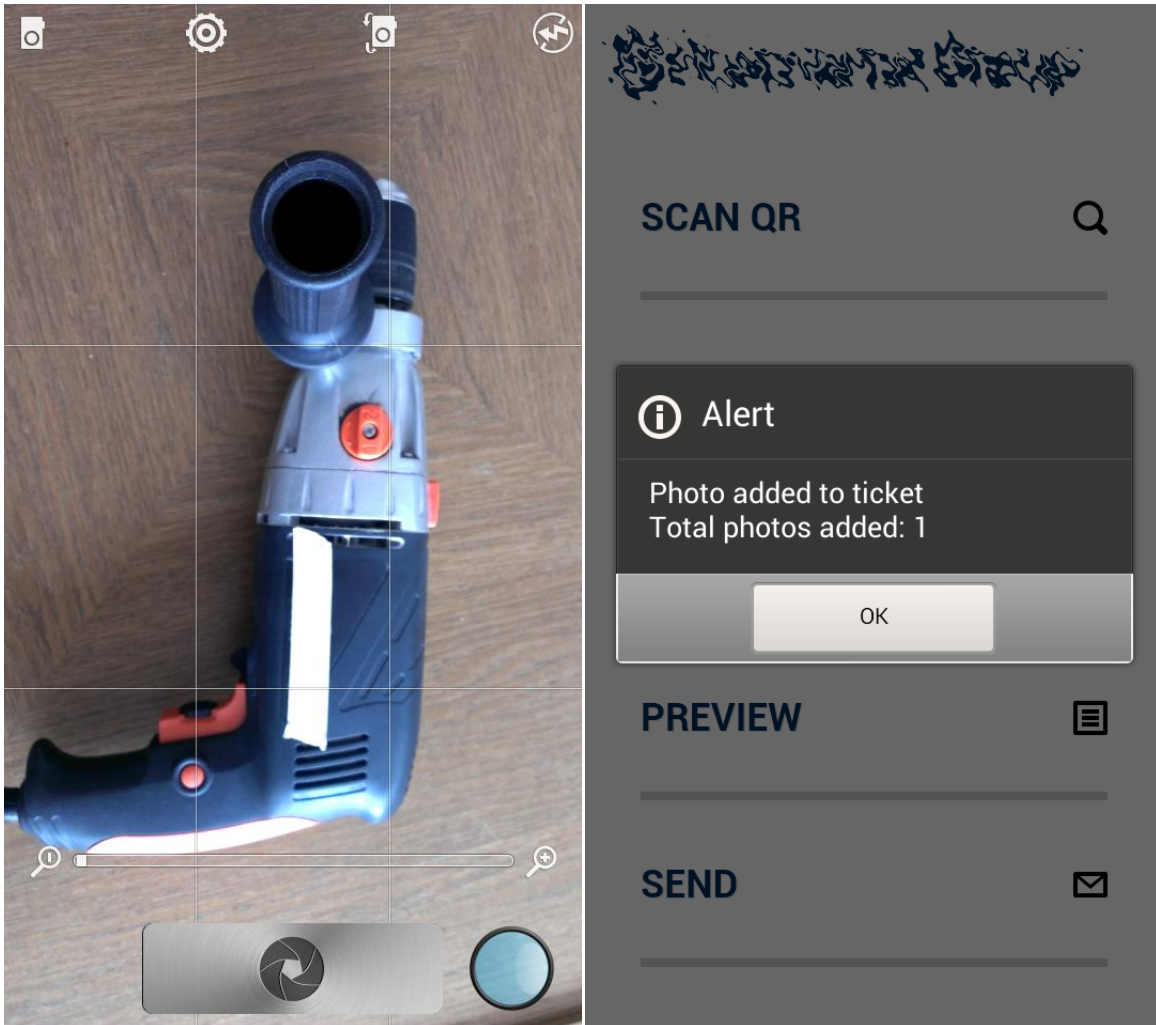 SCAN QR
Alert
Photo added to ticket
Total photos added: 1
OK
PREVIEW
SEND